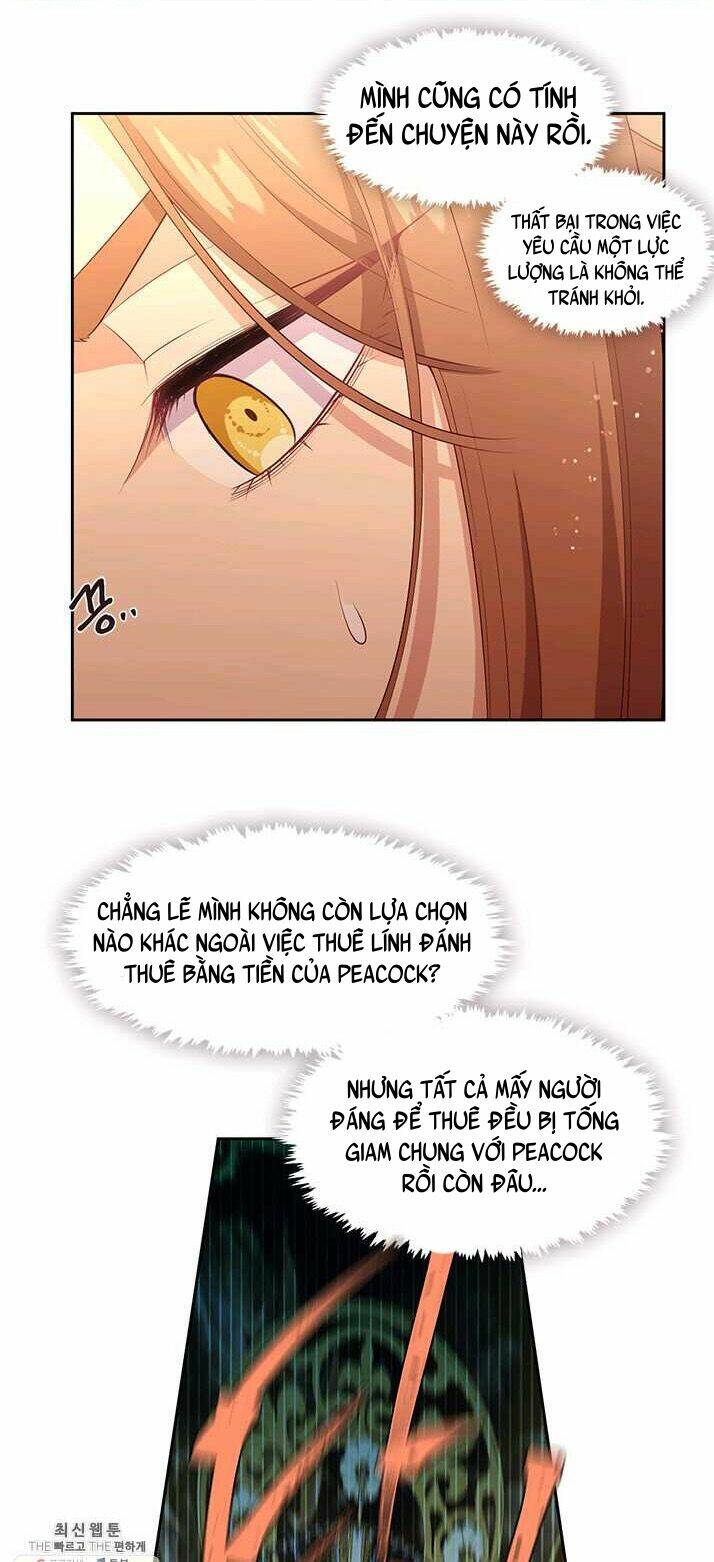 MÌNH CŨNG CÓ TÍNH
ĐẾN CHUYỆN NÀY RỒI.
THẤT BẠI TRONG VIỆC
YÊU CẦU MỘT LỰC
LƯỢNG LÀ KHÔNG THỂ
TRÁNH KHỎI.
끙..
CHẲNG LẼ MÌNH KHÔNG CÒN LỰA CHỌN
NÀO KHÁC NGOÀI VIỆC THUÊ LÍNH ĐÁNH
THUÊ BẰNG TIỀN CỦA PEACOCK?
NHƯNG TẤT CẢ MẤY NGƯỜI
ĐÁNG ĐỂ THUÊ ĐỀU BỊ TỐNG
GIAM CHUNG VỚI PEACOCK
RỒI CÒN ĐÂU...
최신웹툰
THE 빠르고 THE 편하게